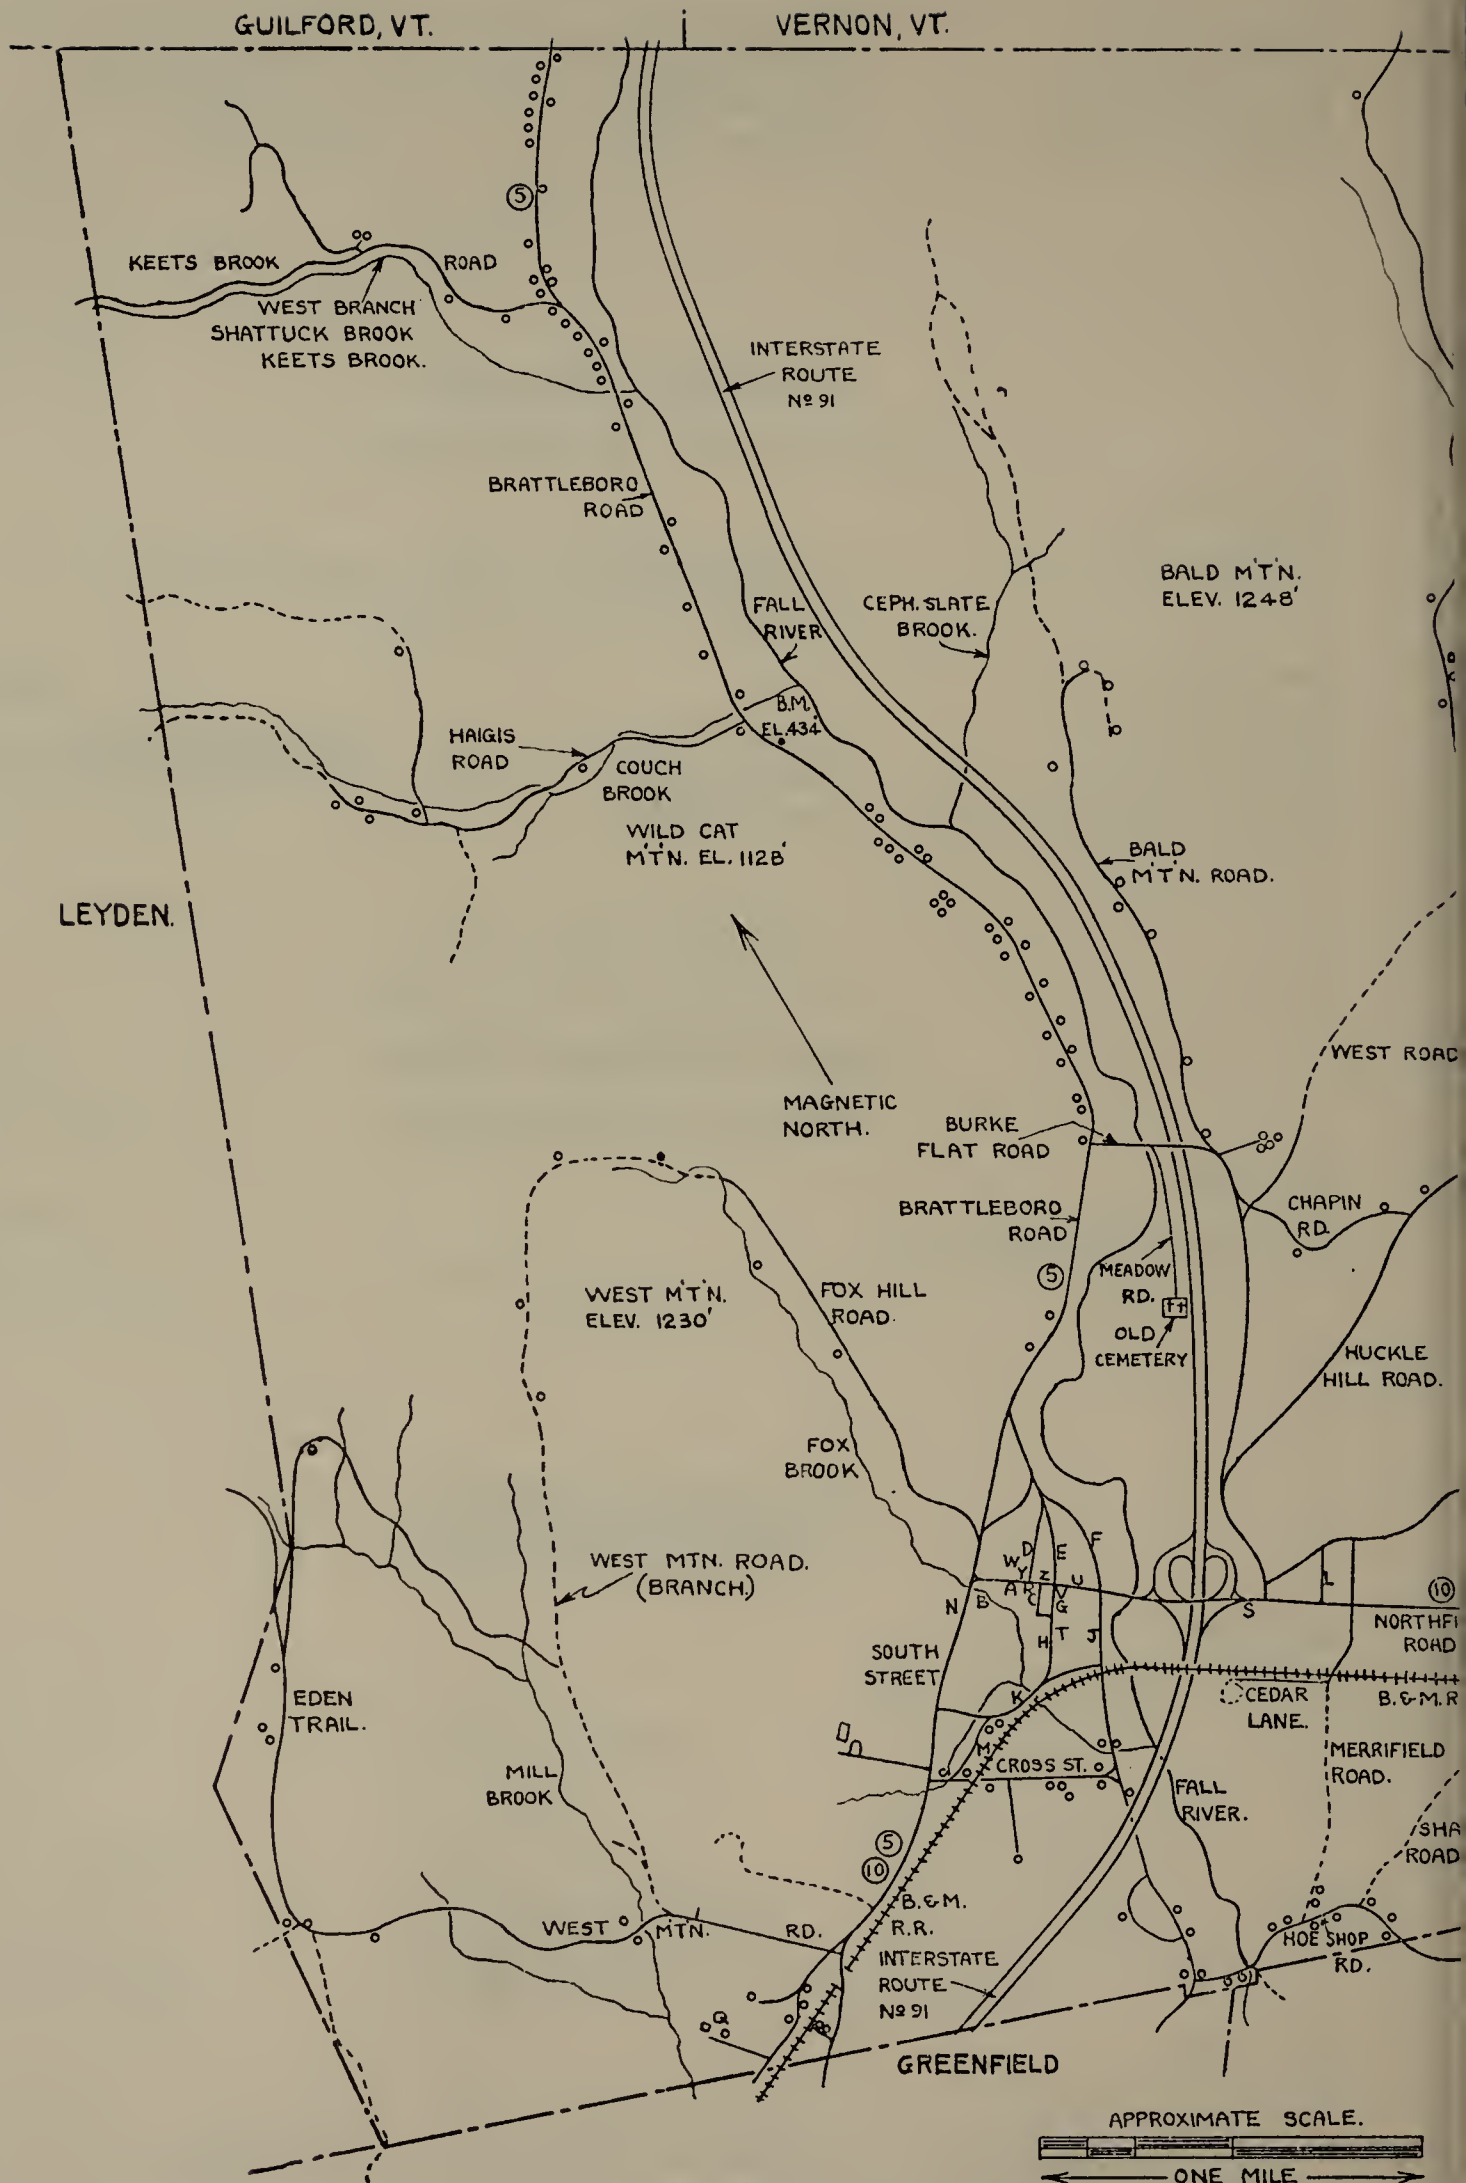 GUILFORD, VT.
VERNON, VT.
5
KEETS BROOK ROAD
WEST BRANCH
SHATTUCK BROOK
KEETS BROOK.
INTERSTATE
ROUTE
Nº 91
BRATTLEBORO
ROAD
BALD M'T'N.
ELEV. 1248'
FALL
RIVER
CEPH. SLATE
BROOK.
B.M.
EL. 434'
HAIGIS
ROAD
COUCH
BROOK
WILD CAT
M'T'N. EL. 1128'
BALD
M'T'N. ROAD.
LEYDEN.
WEST ROAD
MAGNETIC
NORTH.
BURKE
FLAT ROAD
CHAPIN
RD.
BRATTLEBORO
ROAD
5
MEADOW
RD.
WEST M'T'N.
ELEV. 1230'
FOX HILL
ROAD.
OLD
CEMETERY
HUCKLE
HILL ROAD.
FOX
BROOK
D
W
Y
A
R
C
Z
E
U
F
V
G
T
H
J
L
WEST MTN. ROAD.
(BRANCH.)
N
B
S
10
NORTHFI
ROAD
SOUTH
STREET
K
CEDAR
LANE.
B.&M.R
EDEN
TRAIL.
M
CROSS ST.
MERRIFIELD
ROAD.
MILL
BROOK
FALL
RIVER.
SHA
ROAD
5
10
B.&M.
R.R.
WEST MTN. RD.
HOE SHOP
RD.
INTERSTATE
ROUTE
Nº 91
Q
GREENFIELD
APPROXIMATE SCALE.
ONE MILE